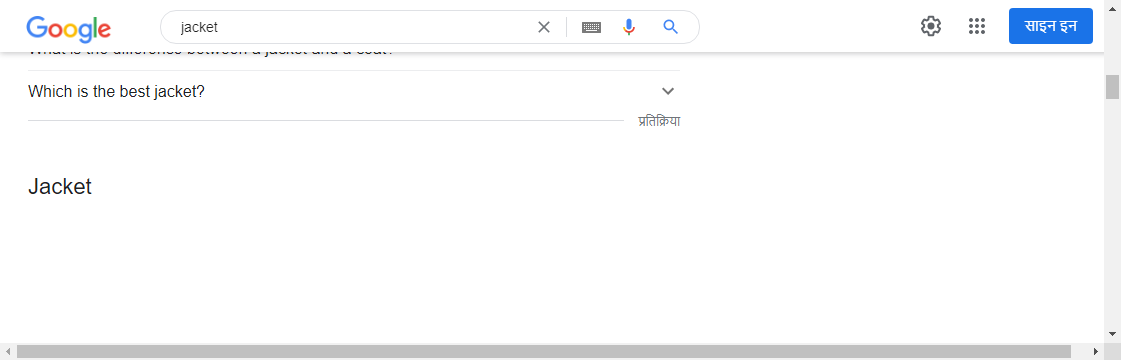 Google
jacket
साइन इन
What is the difference between a jacket and a coat?
Which is the best jacket?
प्रतिक्रिया
Jacket